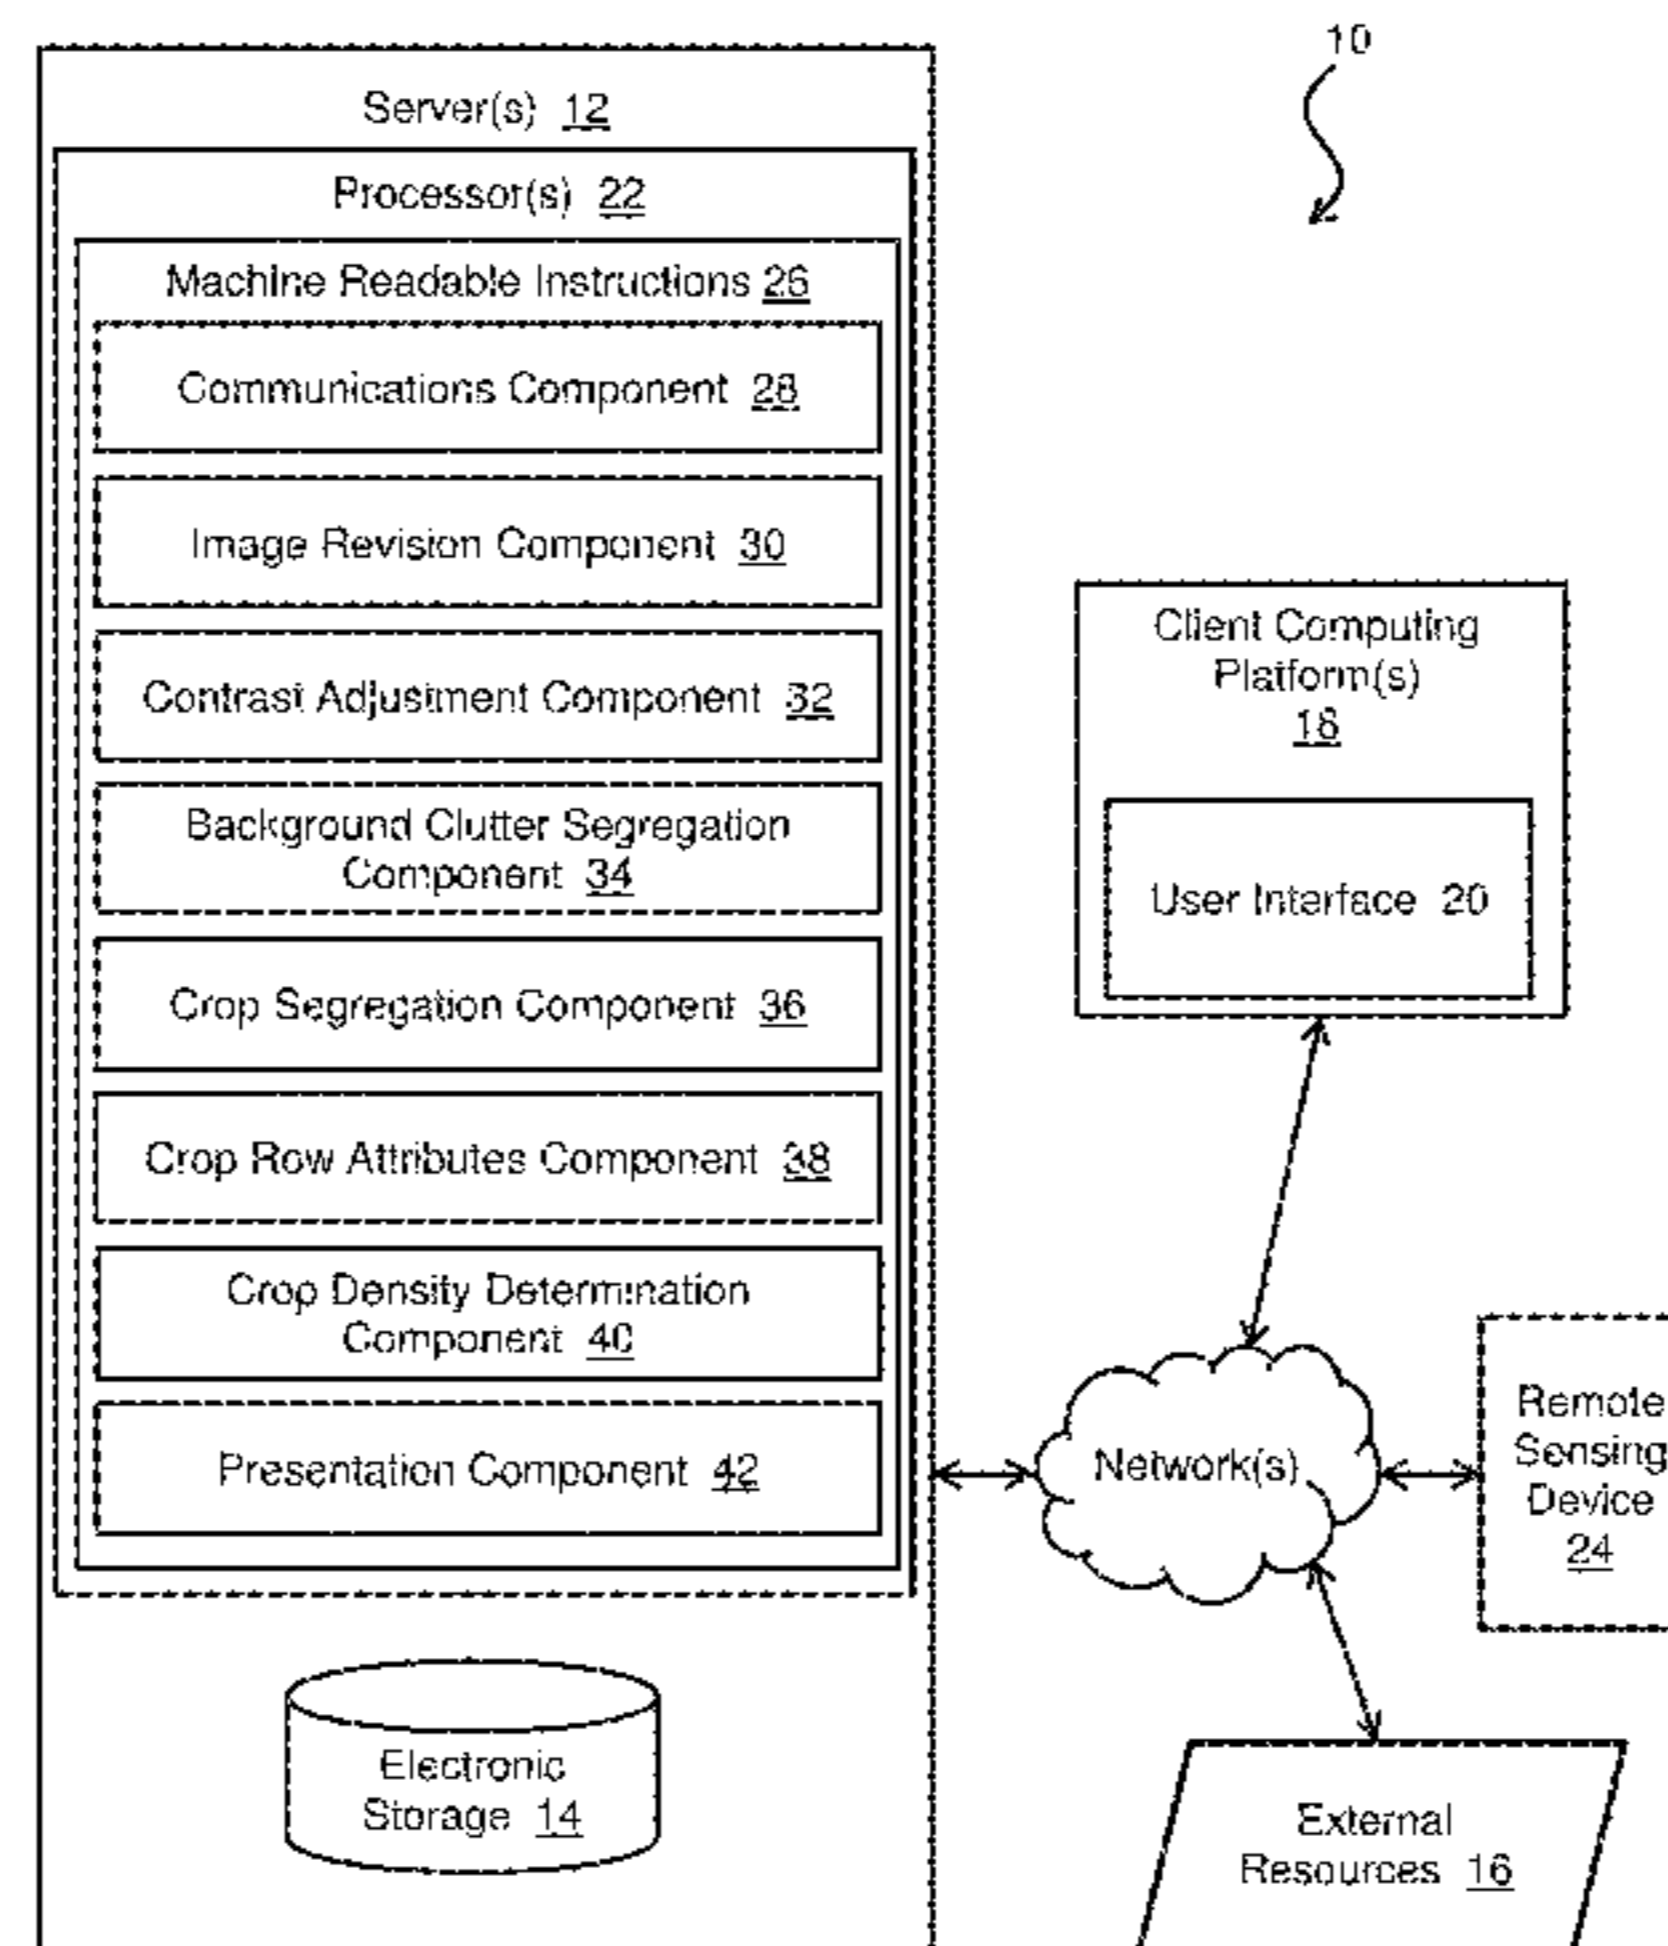 10
Server(s) 12
Processor(s) 22
Machine Readable Instructions 26
Communications Component 28
Image Revision Component 30
Contrast Adjustment Component 32
Background Clutter Segregation
Component 34
Crop Segregation Component 36
Crop Row Attributes Component 38
Crop Density Determination
Component 40
Presentation Component 42
Electronic
Storage 14
Client Computing
Platform(s)
18
User Interface 20
Network(s)
Remote
Sensing
Device
24
External
Resources 16